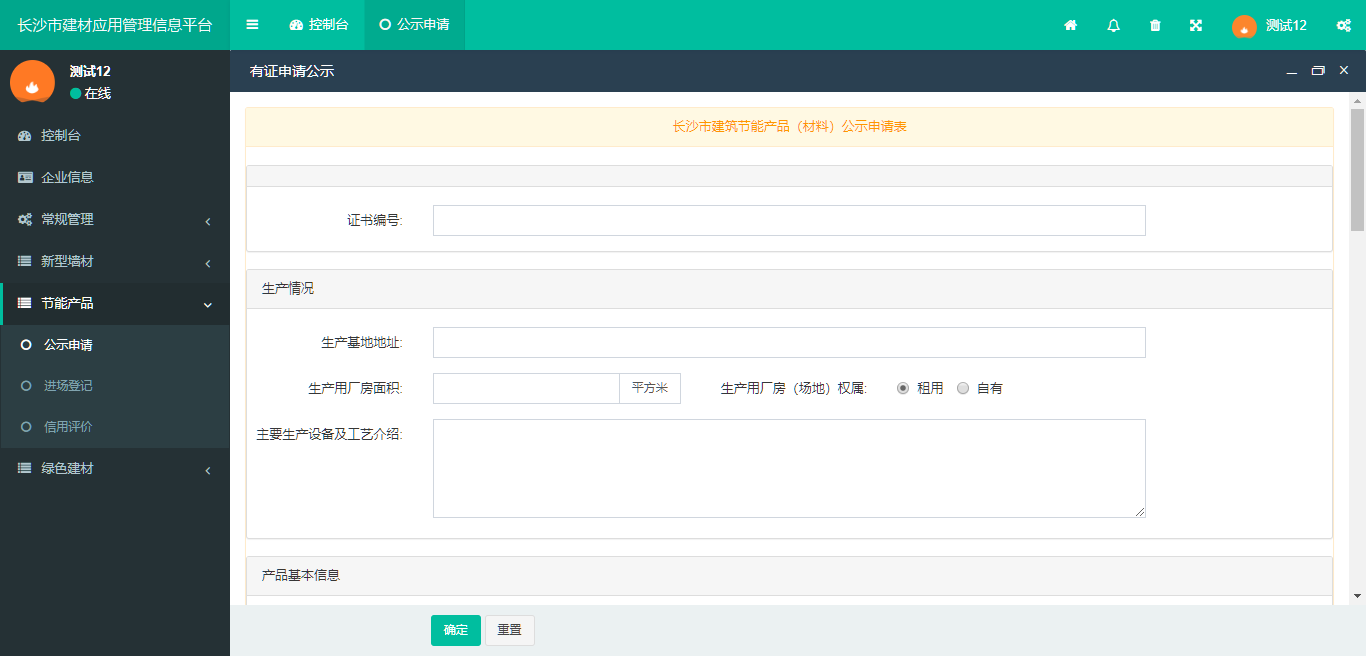 长沙市建材应用管理信息平台
控制台
公示申请
测试12
测试12
在线
控制台
企业信息
常规管理
新型墙材
节能产品
公示申请
进场登记
信用评价
绿色建材
有证申请公示
长沙市建筑节能产品（材料）公示申请表
证书编号:
生产情况
生产基地地址:
生产用厂房面积: 平方米 生产用厂房（场地）权属: 租用 自有
主要生产设备及工艺介绍:
产品基本信息
确定 重置